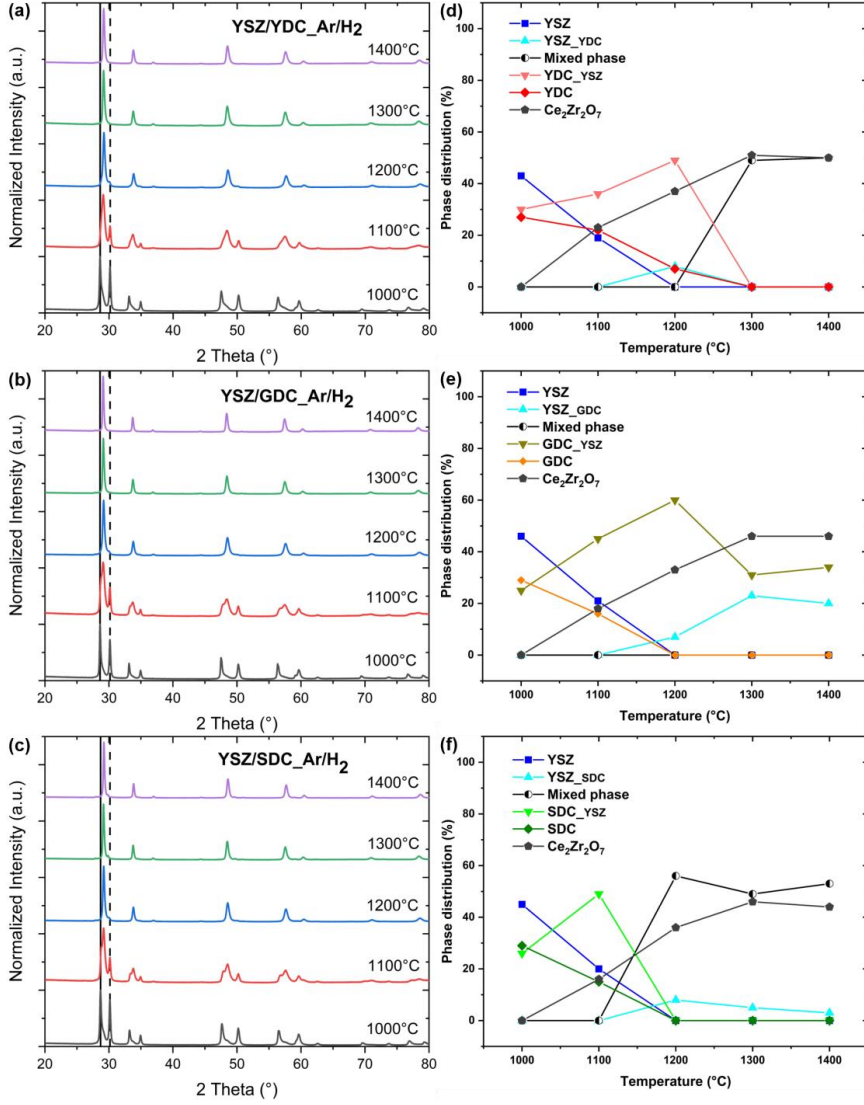 (a)
YSZ/YDC_Ar/H2
1400°C
1300°C
1200°C
1100°C
1000°C
Normalized Intensity (a.u.)
20 30 40 50 60 70 80
2 Theta (°)
(d)
YSZ
YSZ_YDC
Mixed phase
YDC_YSZ
YDC
Ce2Zr2O7
Phase distribution (%)
100
80
60
40
20
0
1000 1100 1200 1300 1400
Temperature (°C)
(b)
YSZ/GDC_Ar/H2
1400°C
1300°C
1200°C
1100°C
1000°C
Normalized Intensity (a.u.)
20 30 40 50 60 70 80
2 Theta (°)
(e)
YSZ
YSZ_GDC
Mixed phase
GDC_YSZ
GDC
Ce2Zr2O7
Phase distribution (%)
100
80
60
40
20
0
1000 1100 1200 1300 1400
Temperature (°C)
(c)
YSZ/SDC_Ar/H2
1400°C
1300°C
1200°C
1100°C
1000°C
Normalized Intensity (a.u.)
20 30 40 50 60 70 80
2 Theta (°)
(f)
YSZ
YSZ_SDC
Mixed phase
SDC_YSZ
SDC
Ce2Zr2O7
Phase distribution (%)
100
80
60
40
20
0
1000 1100 1200 1300 1400
Temperature (°C)